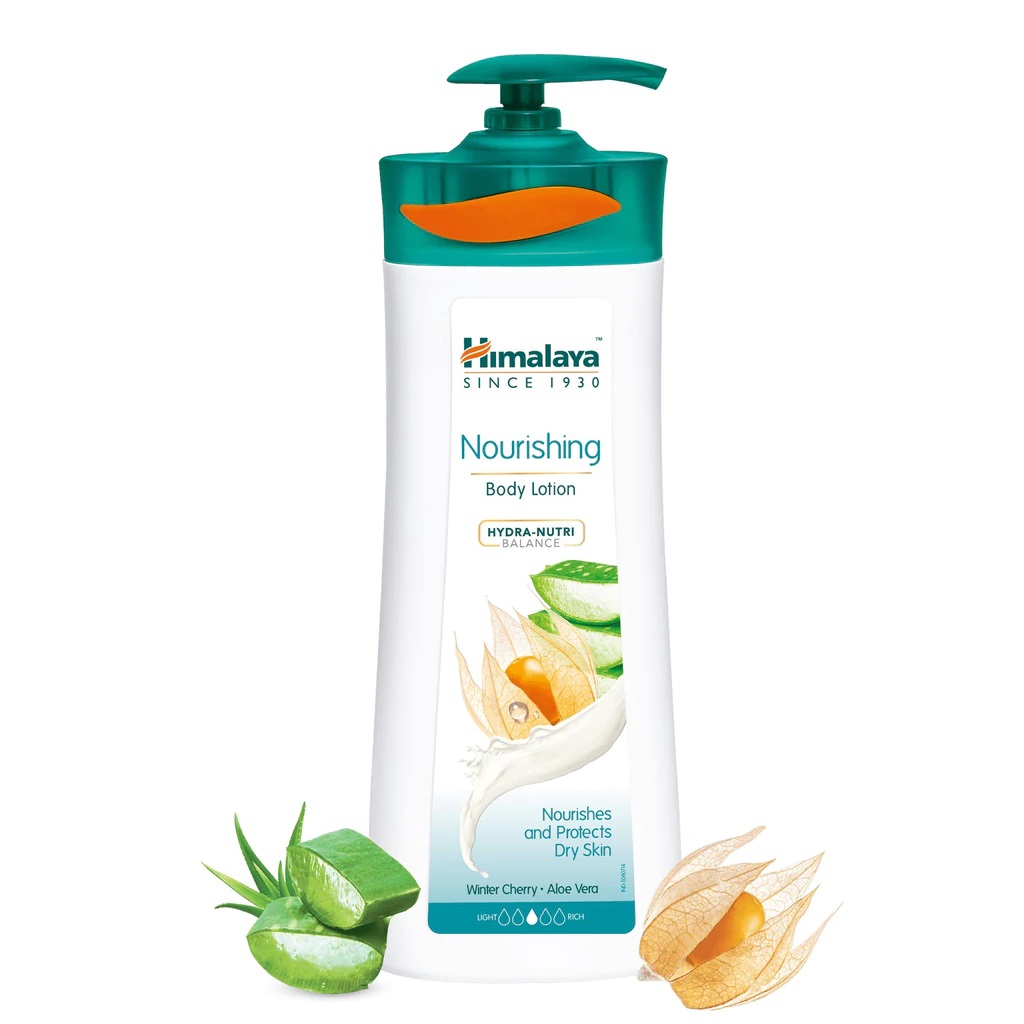 Himalaya™
SINCE 1930
Nourishing
Body Lotion
HYDRA-NUTRI
BALANCE
Nourishes
and Protects
Dry Skin
Winter Cherry • Aloe Vera
LIGHT RICH